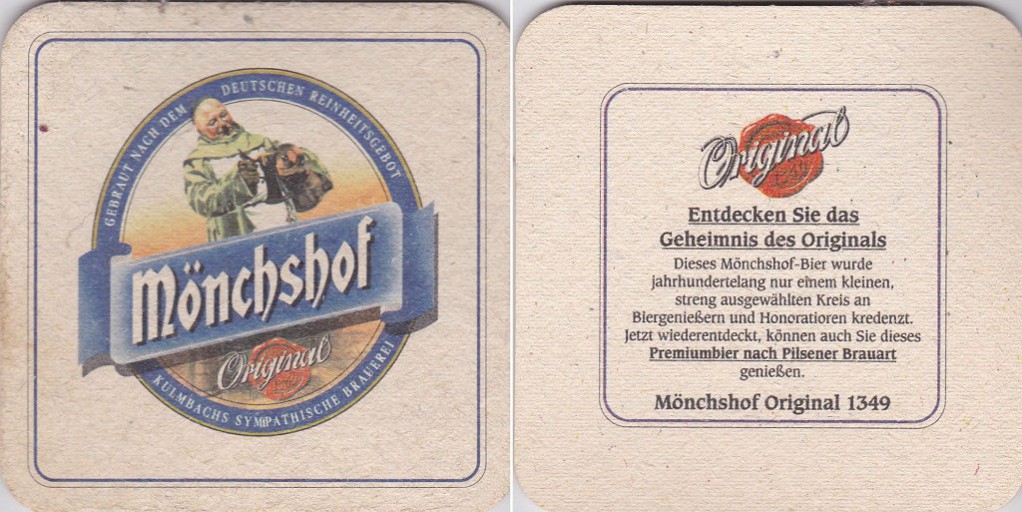 GEBRAUT NACH DEM DEUTSCHEN REINHEITSGEBOT
Mönchshof
Original
KULMBACHS SYMPATHISCHE BRAUEREI
Original
1349
Entdecken Sie das
Geheimnis des Originals
Dieses Mönchshof-Bier wurde
jahrhundertelang nur einem kleinen,
streng ausgewählten Kreis an
Biergenießern und Honoratioren kredenzt.
Jetzt wiederentdeckt, können auch Sie dieses
Premiumbier nach Pilsener Brauart
genießen.
Mönchshof Original 1349